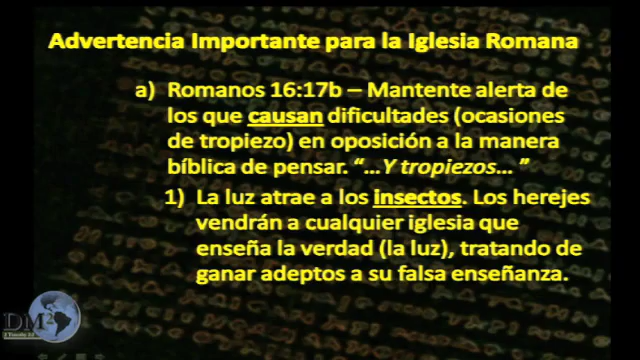 Advertencia Importante para la Iglesia Romana
a) Romanos 16:17b – Mantente alerta de
los que causan dificultades (ocasiones
de tropiezo) en oposición a la manera
bíblica de pensar. “…Y tropiezos… ”
1) La luz atrae a los insectos. Los herejes
vendrán a cualquier iglesia que
enseña la verdad (la luz), tratando de
ganar adeptos a su falsa enseñanza.
DM2